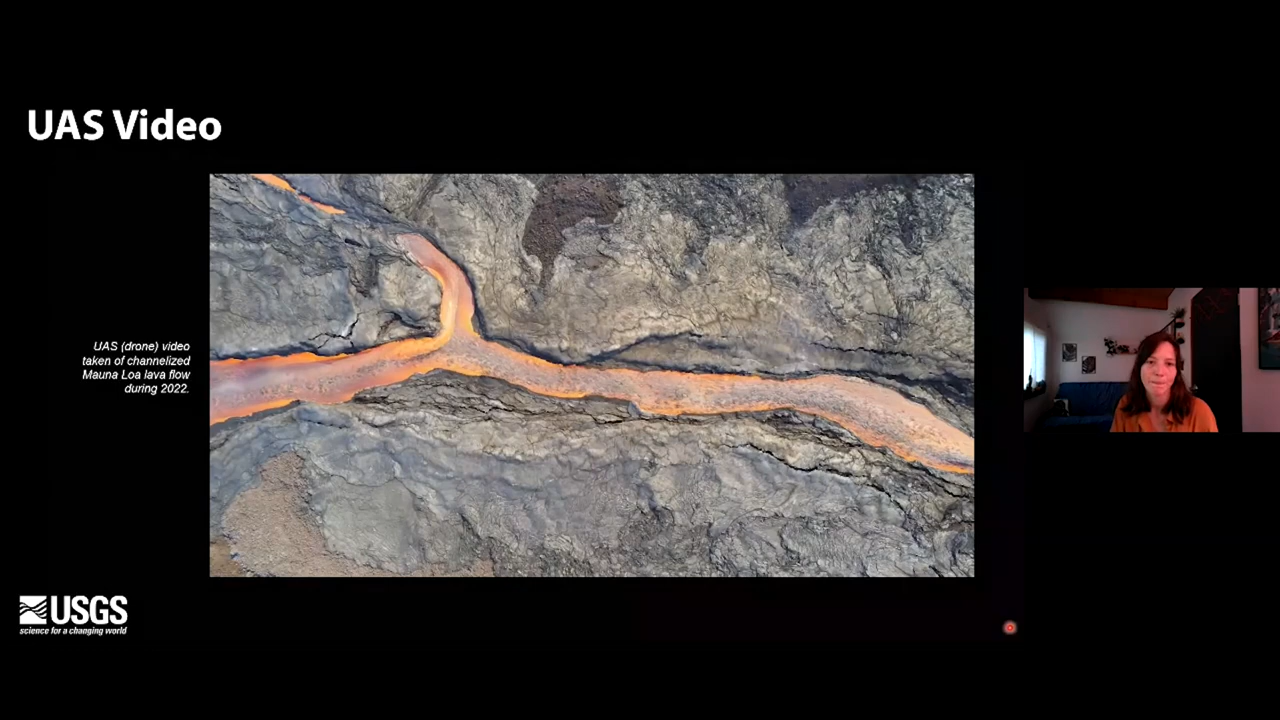 UAS Video
UAS (drone) video
taken of channelized
Mauna Loa lava flow
during 2022.
USGS
science for a changing world